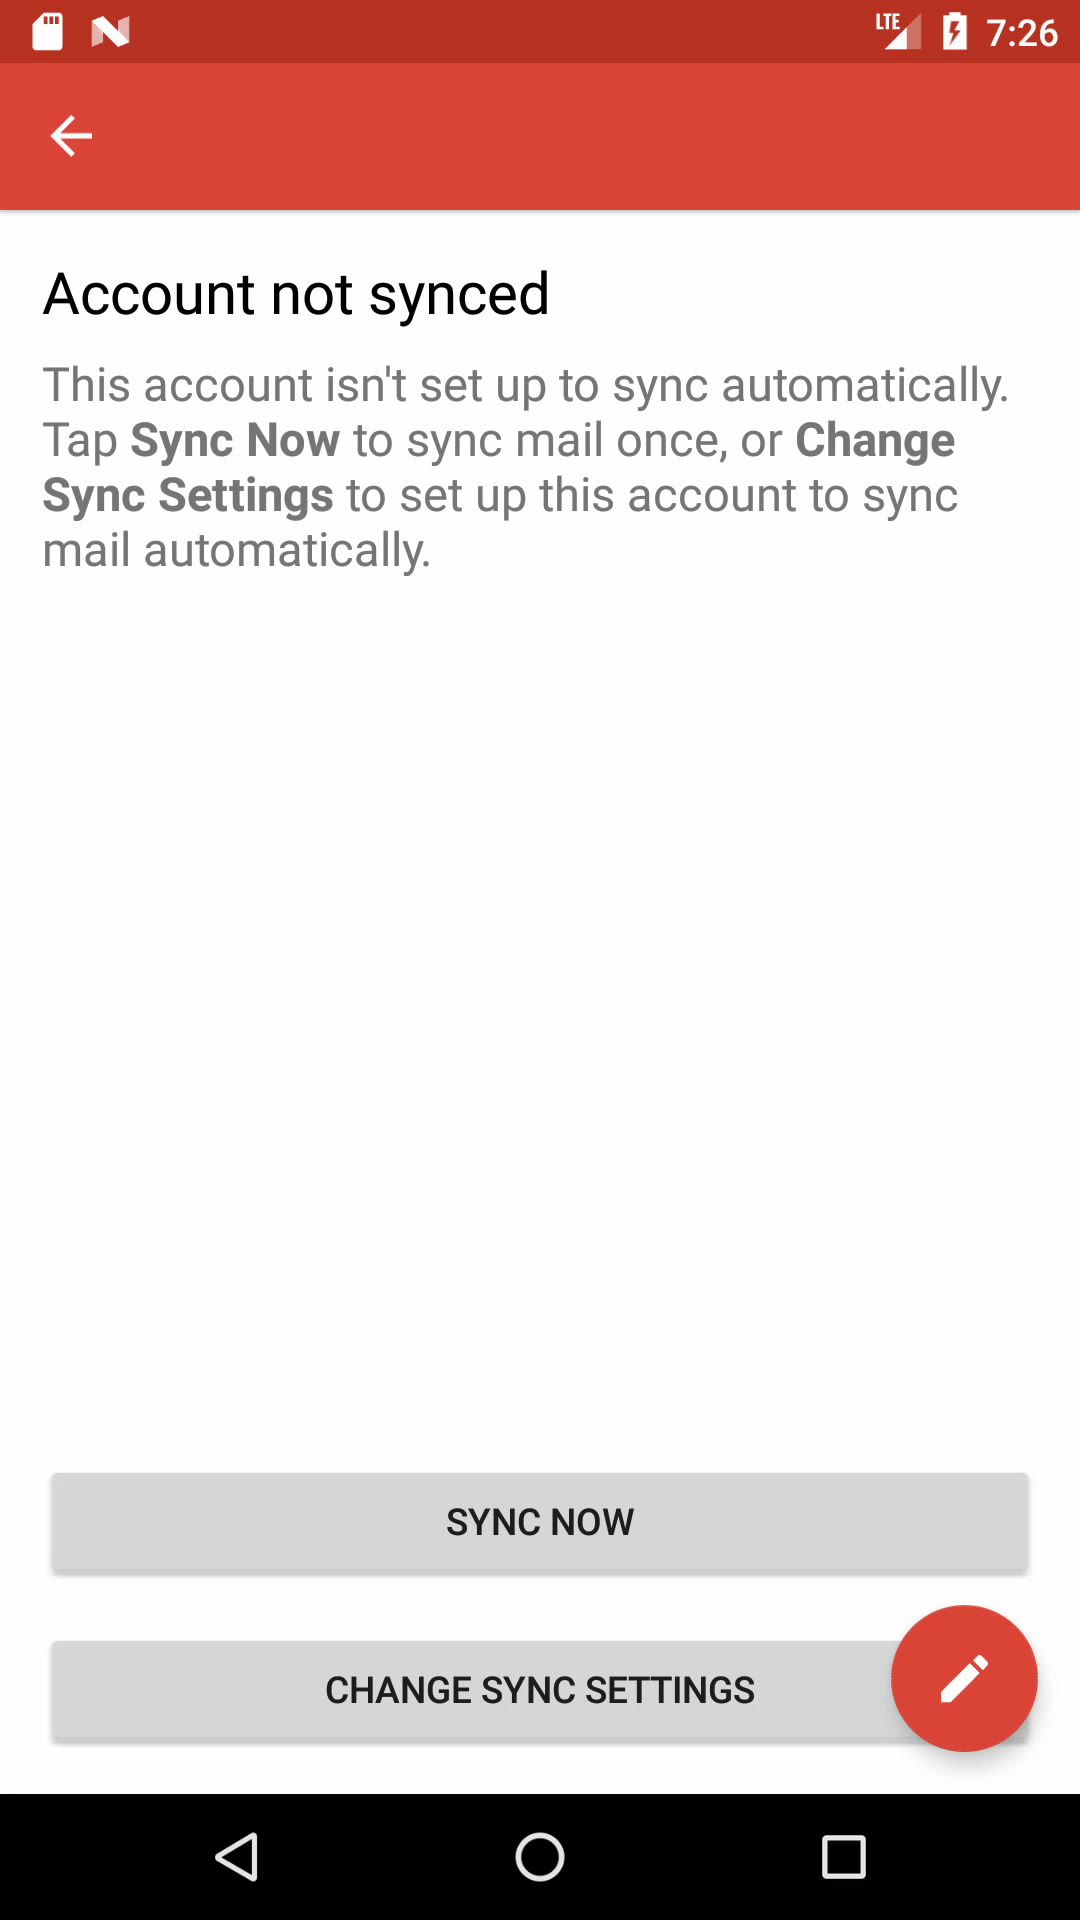 LTE 7:26
Account not synced
This account isn't set up to sync automatically.
Tap Sync Now to sync mail once, or Change
Sync Settings to set up this account to sync
mail automatically.
SYNC NOW
CHANGE SYNC SETTINGS